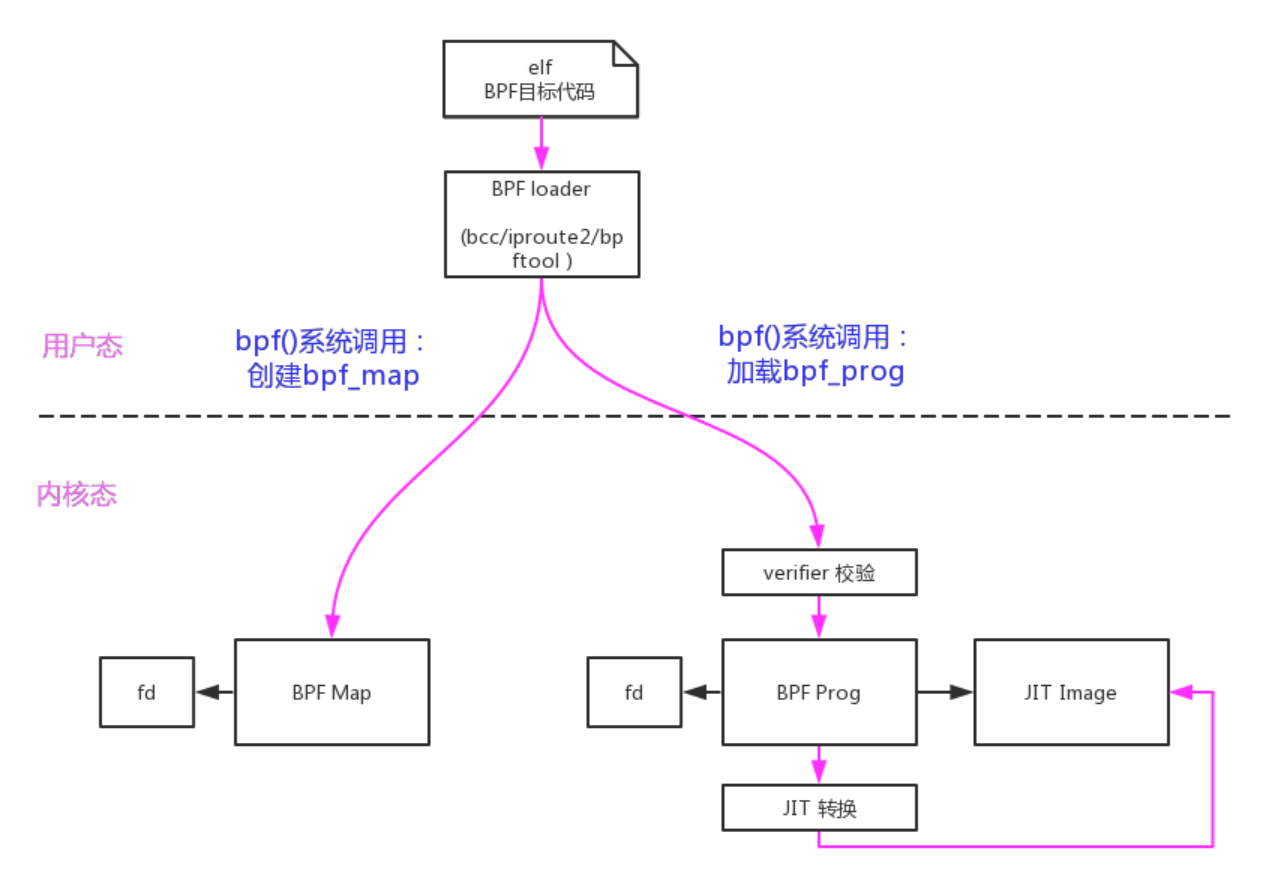 elf
BPF目标代码
BPF loader
(bcc/iproute2/bp
ftool )
用户态
bpf()系统调用：
创建bpf_map
bpf()系统调用：
加载bpf_prog
内核态
verifier 校验
fd
BPF Map
fd
BPF Prog
JIT Image
JIT 转换